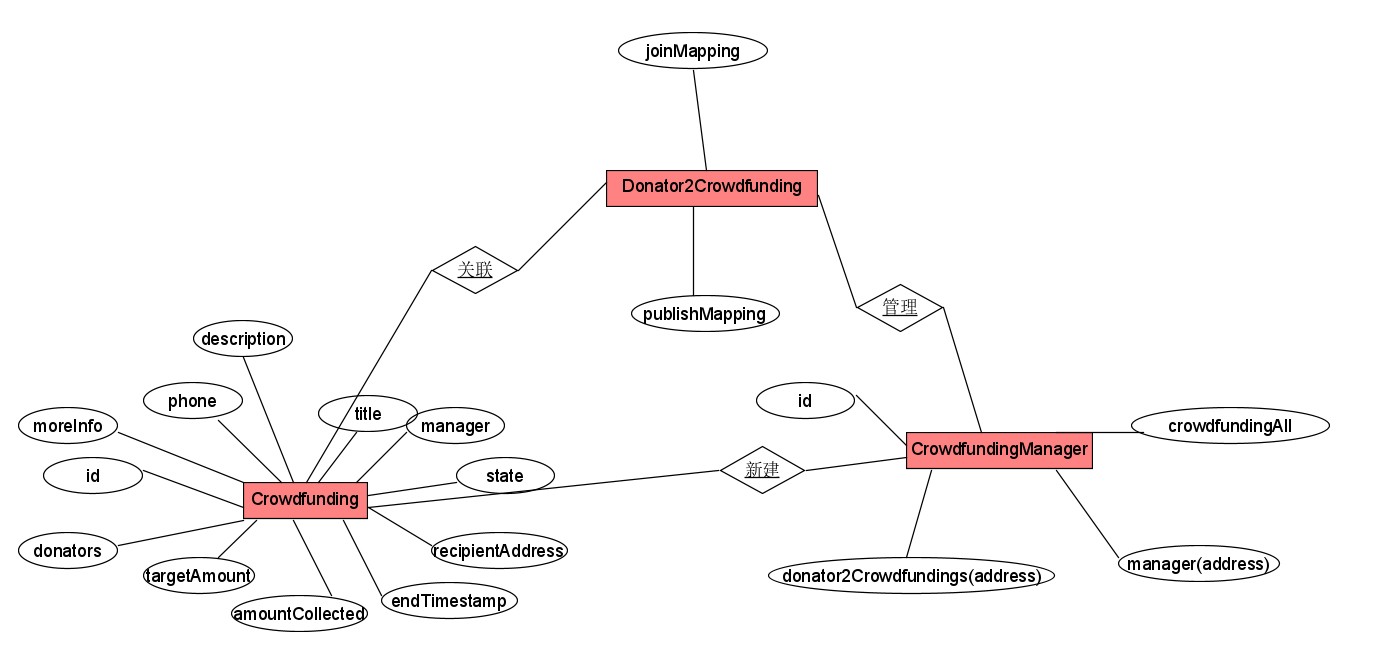 joinMapping
Donator2Crowdfunding
关联
管理
publishMapping
description
phone
title
id
moreInfo
manager
crowdfundingAll
CrowdfundingManager
id
state
新建
Crowdfunding
donators
recipientAddress
targetAmount
donator2Crowdfundings(address)
manager(address)
amountCollected
endTimestamp